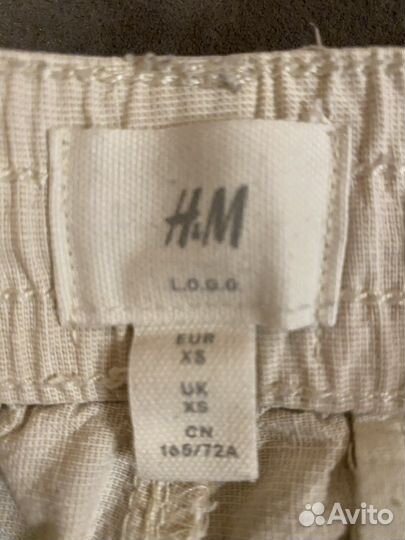 H&M
L.O.G.G.
EUR
XS
UK
XS
CN
165/72A
Avito